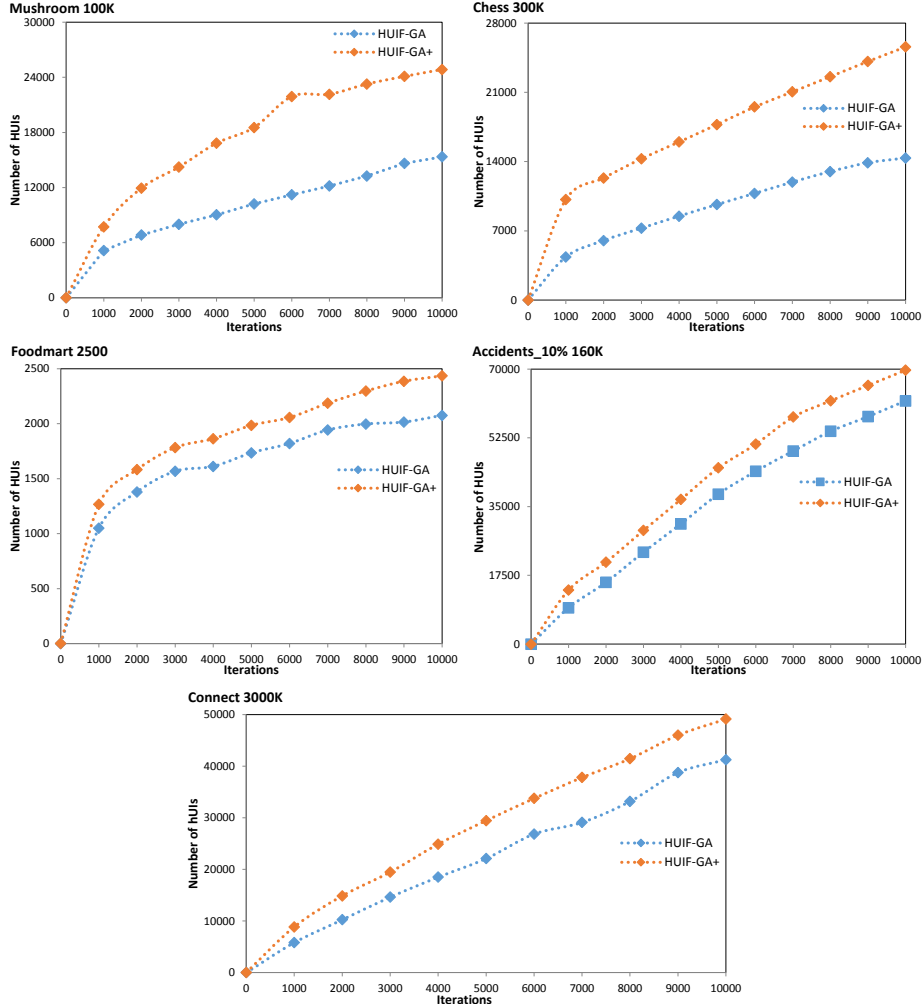 Mushroom 100K
30000
24000
18000
12000
6000
0
Number of HUIs
HUIF-GA
HUIF-GA+
0 1000 2000 3000 4000 5000 6000 7000 8000 9000 10000
Iterations
Chess 300K
28000
21000
14000
7000
0
Number of HUIs
HUIF-GA
HUIF-GA+
0 1000 2000 3000 4000 5000 6000 7000 8000 9000 10000
Iterations
Foodmart 2500
2500
2000
1500
1000
500
0
Number of HUIs
HUIF-GA
HUIF-GA+
0 1000 2000 3000 4000 5000 6000 7000 8000 9000 10000
Iterations
Accidents_10% 160K
70000
52500
35000
17500
0
Number of HUIs
HUIF-GA
HUIF-GA+
0 1000 2000 3000 4000 5000 6000 7000 8000 9000 10000
Iterations
Connect 3000K
50000
40000
30000
20000
10000
0
Number of hUIs
HUIF-GA
HUIF-GA+
0 1000 2000 3000 4000 5000 6000 7000 8000 9000 10000
Iterations